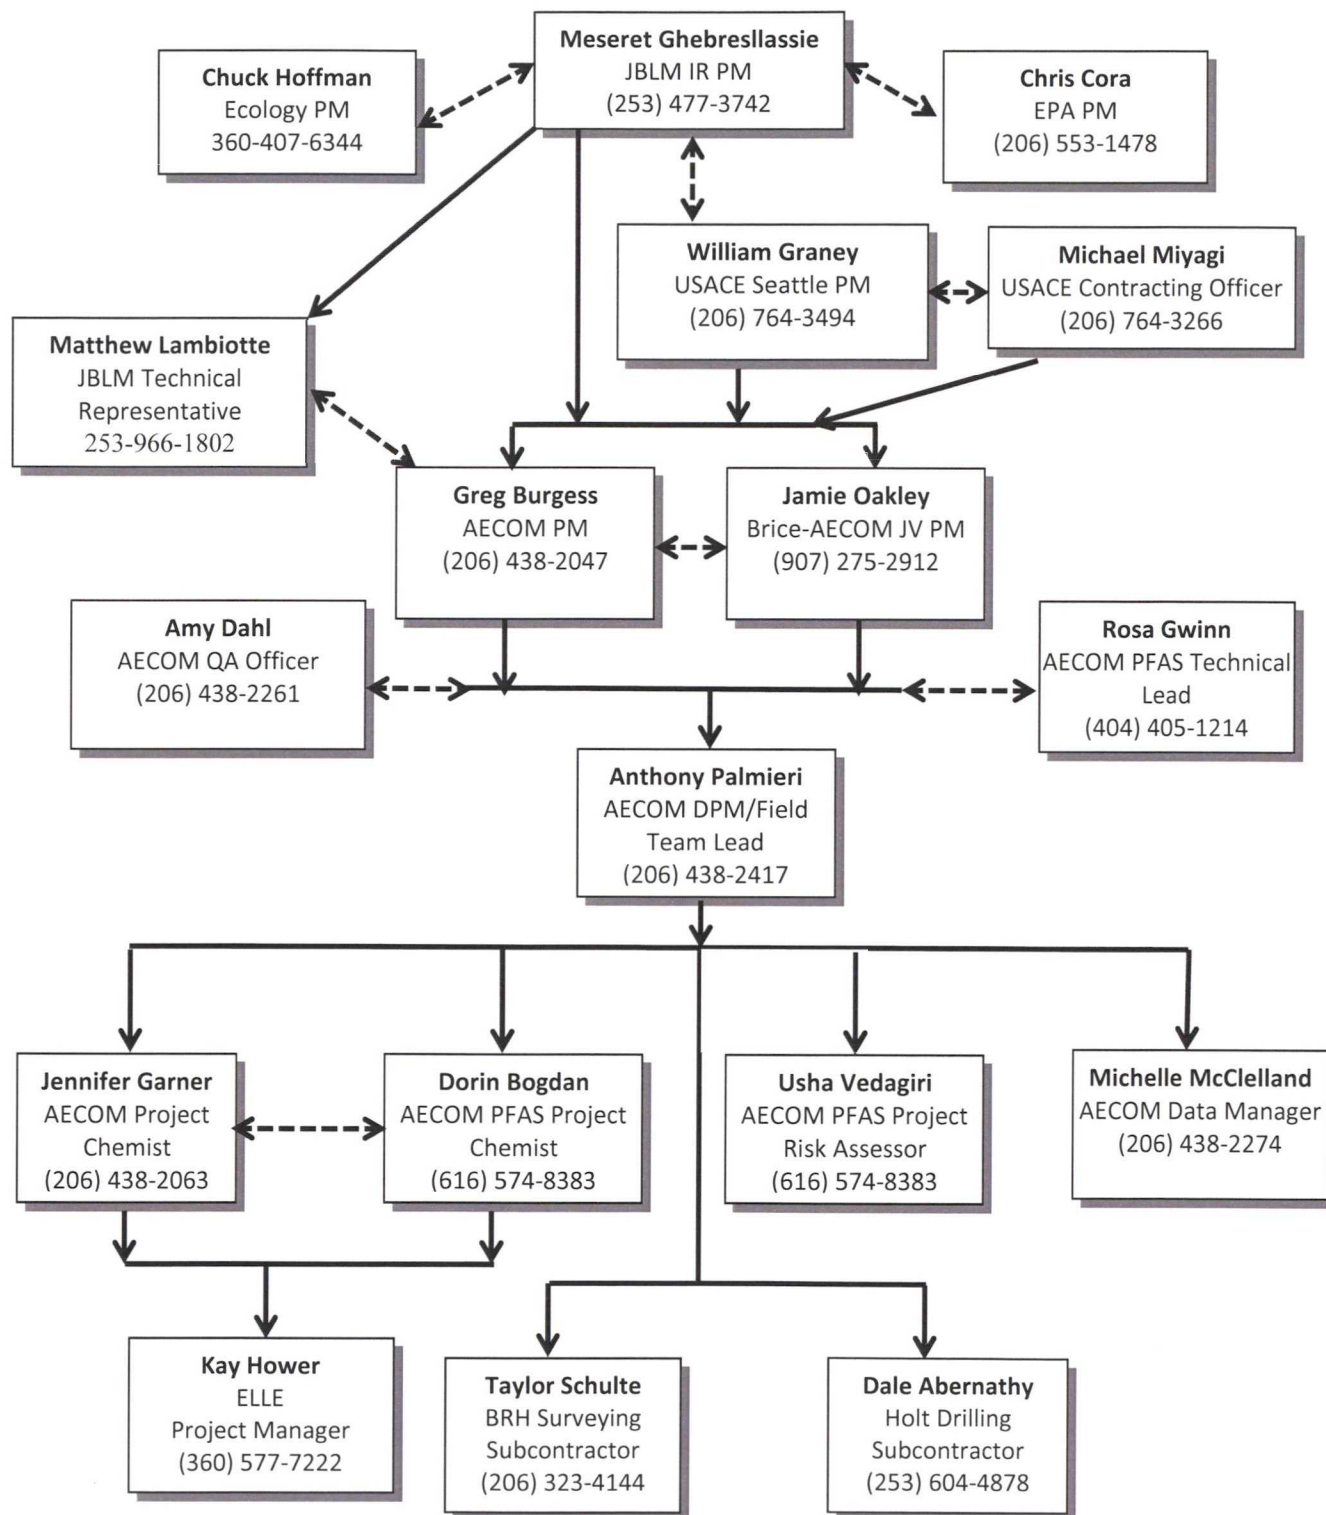 Meseret Ghebresllassie
JBLM IR PM
(253) 477-3742
Chuck Hoffman
Ecology PM
360-407-6344
Chris Cora
EPA PM
(206) 553-1478
William Graney
USACE Seattle PM
(206) 764-3494
Michael Miyagi
USACE Contracting Officer
(206) 764-3266
Matthew Lambiotte
JBLM Technical
Representative
253-966-1802
Greg Burgess
AECOM PM
(206) 438-2047
Jamie Oakley
Brice-AECOM JV PM
(907) 275-2912
Amy Dahl
AECOM QA Officer
(206) 438-2261
Rosa Gwinn
AECOM PFAS Technical
Lead
(404) 405-1214
Anthony Palmieri
AECOM DPM/Field
Team Lead
(206) 438-2417
Jennifer Garner
AECOM Project
Chemist
(206) 438-2063
Dorin Bogdan
AECOM PFAS Project
Chemist
(616) 574-8383
Usha Vedagiri
AECOM PFAS Project
Risk Assessor
(616) 574-8383
Michelle McClelland
AECOM Data Manager
(206) 438-2274
Kay Hower
ELLE
Project Manager
(360) 577-7222
Taylor Schulte
BRH Surveying
Subcontractor
(206) 323-4144
Dale Abernathy
Holt Drilling
Subcontractor
(253) 604-4878